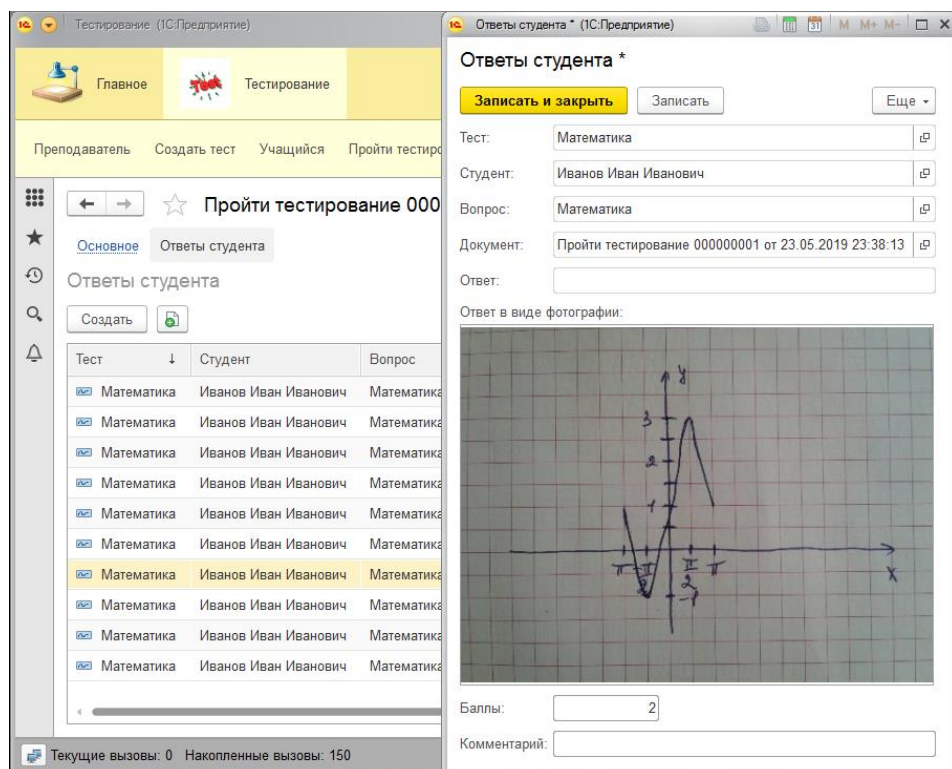 Тестирование (1С:Предприятие)
Главное
Тест
Тестирование
Преподаватель Создать тест Учащийся Пройти тестиро
Пройти тестирование 000
Основное Ответы студента
Ответы студента
Создать
Тест ↓ Студент Вопрос
Математика Иванов Иван Иванович Математика
Математика Иванов Иван Иванович Математика
Математика Иванов Иван Иванович Математика
Математика Иванов Иван Иванович Математика
Математика Иванов Иван Иванович Математика
Математика Иванов Иван Иванович Математика
Математика Иванов Иван Иванович Математика
Математика Иванов Иван Иванович Математика
Математика Иванов Иван Иванович Математика
Математика Иванов Иван Иванович Математика
Текущие вызовы: 0 Накопленные вызовы: 150
Ответы студента * (1С:Предприятие) 31 M M+ M-
Ответы студента *
Записать и закрыть Записать Еще
Тест: Математика
Студент: Иванов Иван Иванович
Вопрос: Математика
Документ: Пройти тестирование 000000001 от 23.05.2019 23:38:13
Ответ:
Ответ в виде фотографии:
y
3
2
1
-π -π/2 π/2 π
x
-1
Баллы: 2
Комментарий: